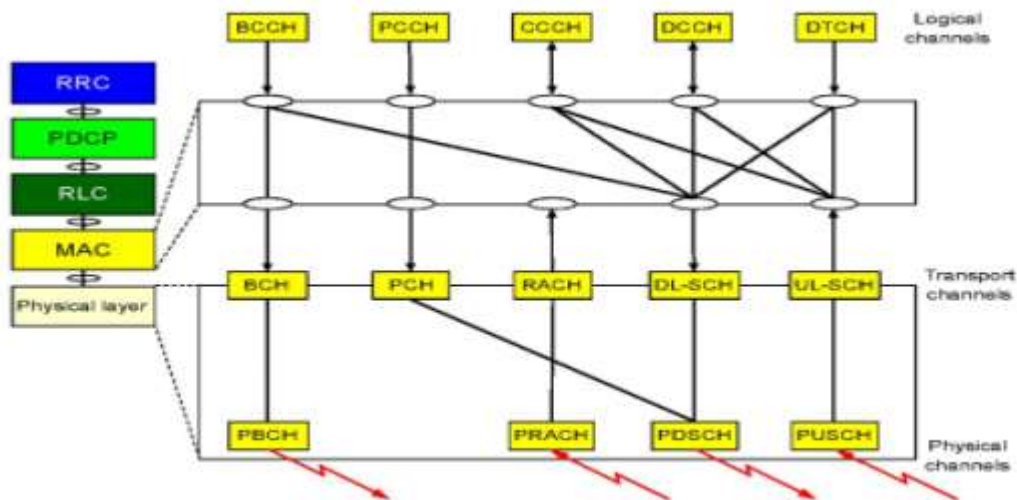 BCCH
PCCH
CCCH
DCCH
DTCH
Logical
channels
RRC
PDCP
RLC
MAC
Physical layer
BCH
PCH
RACH
DL-SCH
UL-SCH
Transport
channels
PBCH
PRACH
PDSCH
PUSCH
Physical
channels